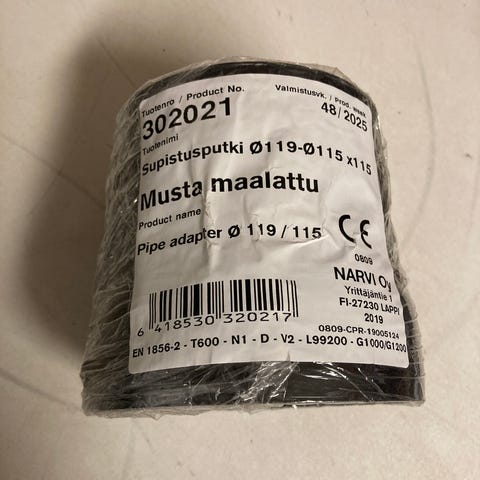 Tuotenro / Product No.
302021
Valmistusvk. / Prod. week
48/2025
Tuotenimi
Supistusputki Ø119-Ø115 x115
Musta maalattu
Product name
Pipe adapter Ø 119 / 115
CE
0809
NARVI Oy
Yrittäjäntie 1
FI-27230 LAPPI
2019
0809-CPR-19005124
6 418530 320217
EN 1856-2 - T600 - N1 - D - V2 - L99200 - G1000/G1200